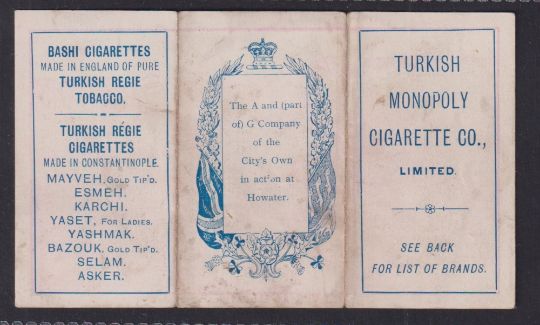 BASHI CIGARETTES
MADE IN ENGLAND OF PURE
TURKISH REGIE
TOBACCO.
TURKISH RÉGIE
CIGARETTES
MADE IN CONSTANTINOPLE.
MAYVEH, GOLD TIP'D.
ESMEH.
KARCHI.
YASET, FOR LADIES.
YASHMAK.
BAZOUK, GOLD TIP'D.
SELAM.
ASKER.
The A and (part
of) G Company
of the
City's Own
in action at
Howater.
TURKISH
MONOPOLY
CIGARETTE CO.,
LIMITED.
SEE BACK
FOR LIST OF BRANDS.